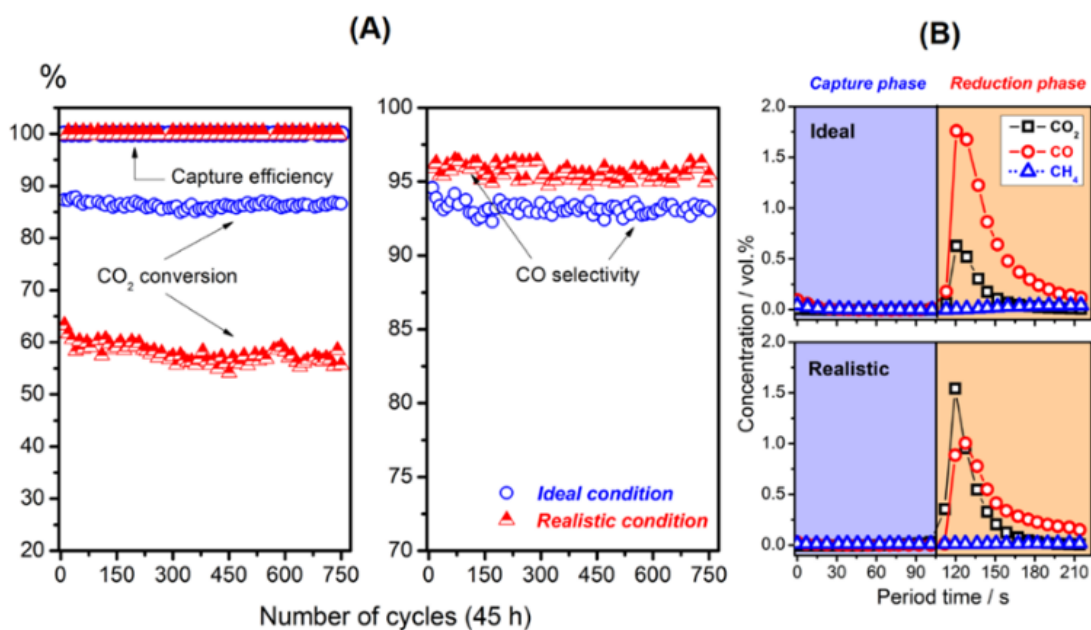 (A)
%
100
90
80
70
60
50
40
30
20
0 150 300 450 600 750
Capture efficiency
CO₂ conversion
100
95
90
85
80
75
70
0 150 300 450 600 750
CO selectivity
Ideal condition
Realistic condition
Number of cycles (45 h)
(B)
Capture phase Reduction phase
Concentration / vol.%
2.0
1.5
1.0
0.5
0.0
Ideal
CO₂
CO
CH₄
2.0
1.5
1.0
0.5
0.0
Realistic
0 30 60 90 120 150 180 210
Period time / s